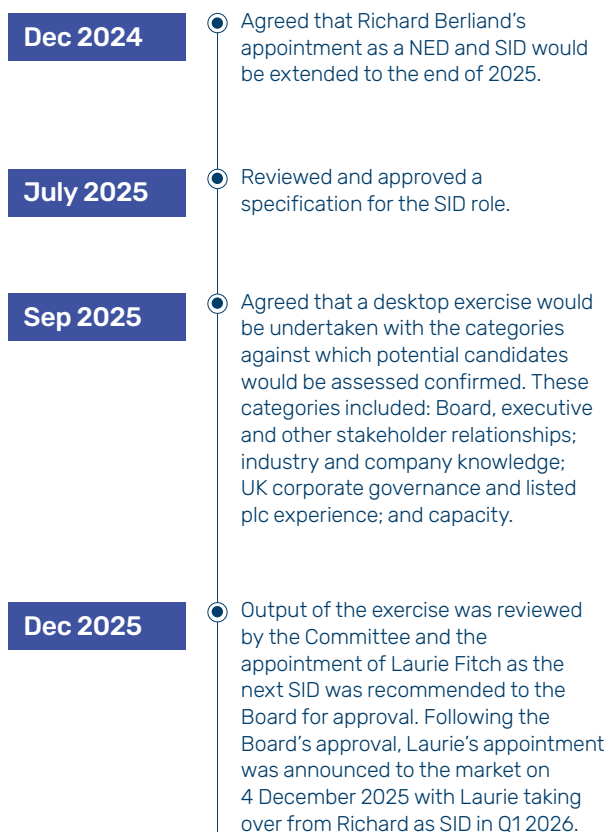 Dec 2024
Agreed that Richard Berliand’s
appointment as a NED and SID would
be extended to the end of 2025.
July 2025
Reviewed and approved a
specification for the SID role.
Sep 2025
Agreed that a desktop exercise would
be undertaken with the categories
against which potential candidates
would be assessed confirmed. These
categories included: Board, executive
and other stakeholder relationships;
industry and company knowledge;
UK corporate governance and listed
plc experience; and capacity.
Dec 2025
Output of the exercise was reviewed
by the Committee and the
appointment of Laurie Fitch as the
next SID was recommended to the
Board for approval. Following the
Board’s approval, Laurie’s appointment
was announced to the market on
4 December 2025 with Laurie taking
over from Richard as SID in Q1 2026.